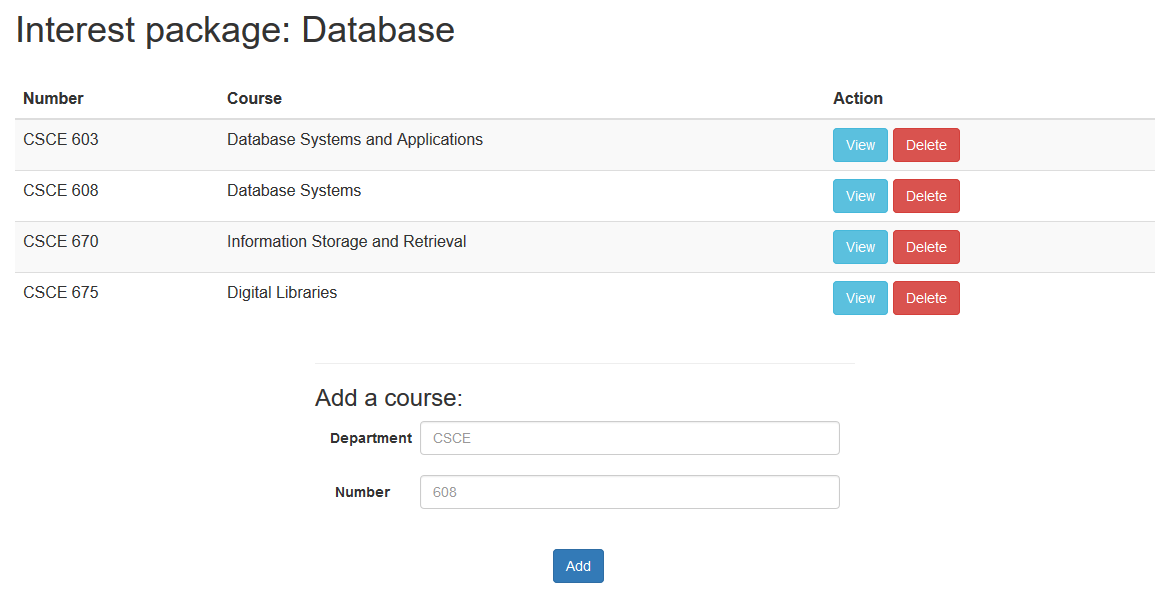 Interest package: Database
Number Course Action
CSCE 603 Database Systems and Applications View Delete
CSCE 608 Database Systems View Delete
CSCE 670 Information Storage and Retrieval View Delete
CSCE 675 Digital Libraries View Delete
Add a course:
Department CSCE
Number 608
Add